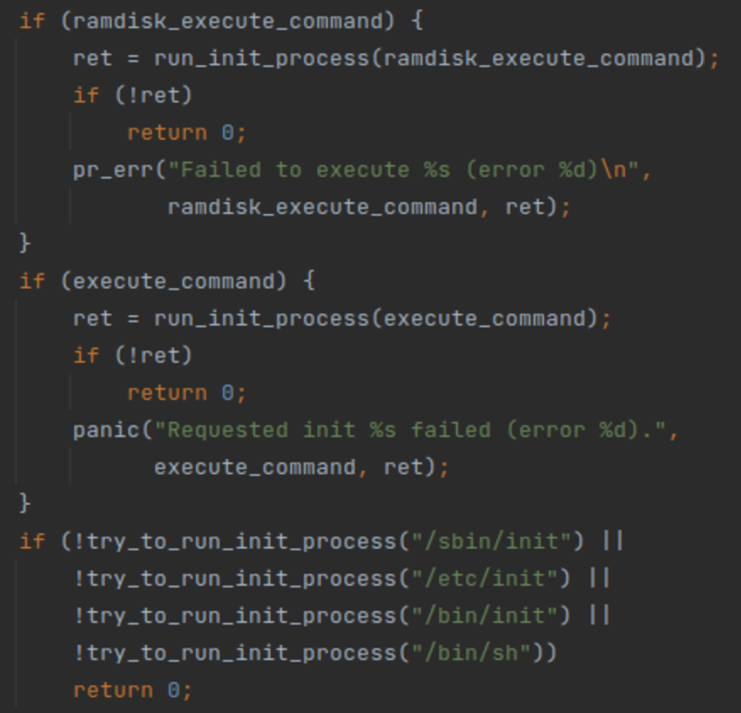 if (ramdisk_execute_command) {
    ret = run_init_process(ramdisk_execute_command);
    if (!ret)
        return 0;
    pr_err("Failed to execute %s (error %d)\n",
           ramdisk_execute_command, ret);
}
if (execute_command) {
    ret = run_init_process(execute_command);
    if (!ret)
        return 0;
    panic("Requested init %s failed (error %d).",
          execute_command, ret);
}
if (!try_to_run_init_process("/sbin/init") ||
    !try_to_run_init_process("/etc/init") ||
    !try_to_run_init_process("/bin/init") ||
    !try_to_run_init_process("/bin/sh"))
    return 0;